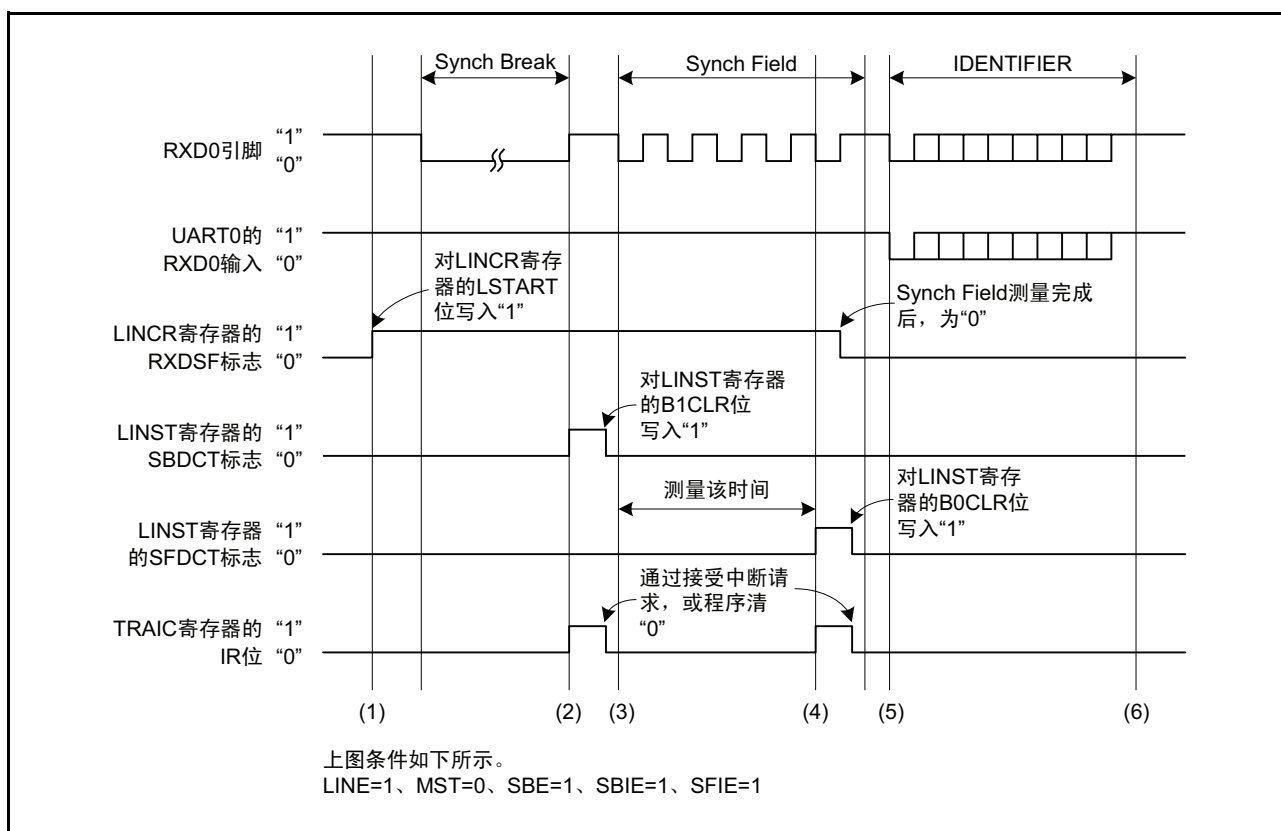 Synch Break
Synch Field
IDENTIFIER
RXD0引脚
“1”
“0”
UART0的
RXD0输入
“1”
“0”
对LINCR寄存
器的LSTART
位写入“1”
Synch Field测量完成
后，为“0”
LINCR寄存器的
RXDSF标志
“1”
“0”
对LINST寄存器
的B1CLR位
写入“1”
LINST寄存器的
SBDCT标志
“1”
“0”
测量该时间
对LINST寄存
器的B0CLR位
写入“1”
LINST寄存器
的SFDCT标志
“1”
“0”
通过接受中断请
求，或程序清
“0”
TRAIC寄存器的
IR位
“1”
“0”
(1)
(2)
(3)
(4)
(5)
(6)
上图条件如下所示。
LINE=1、MST=0、SBE=1、SBIE=1、SFIE=1